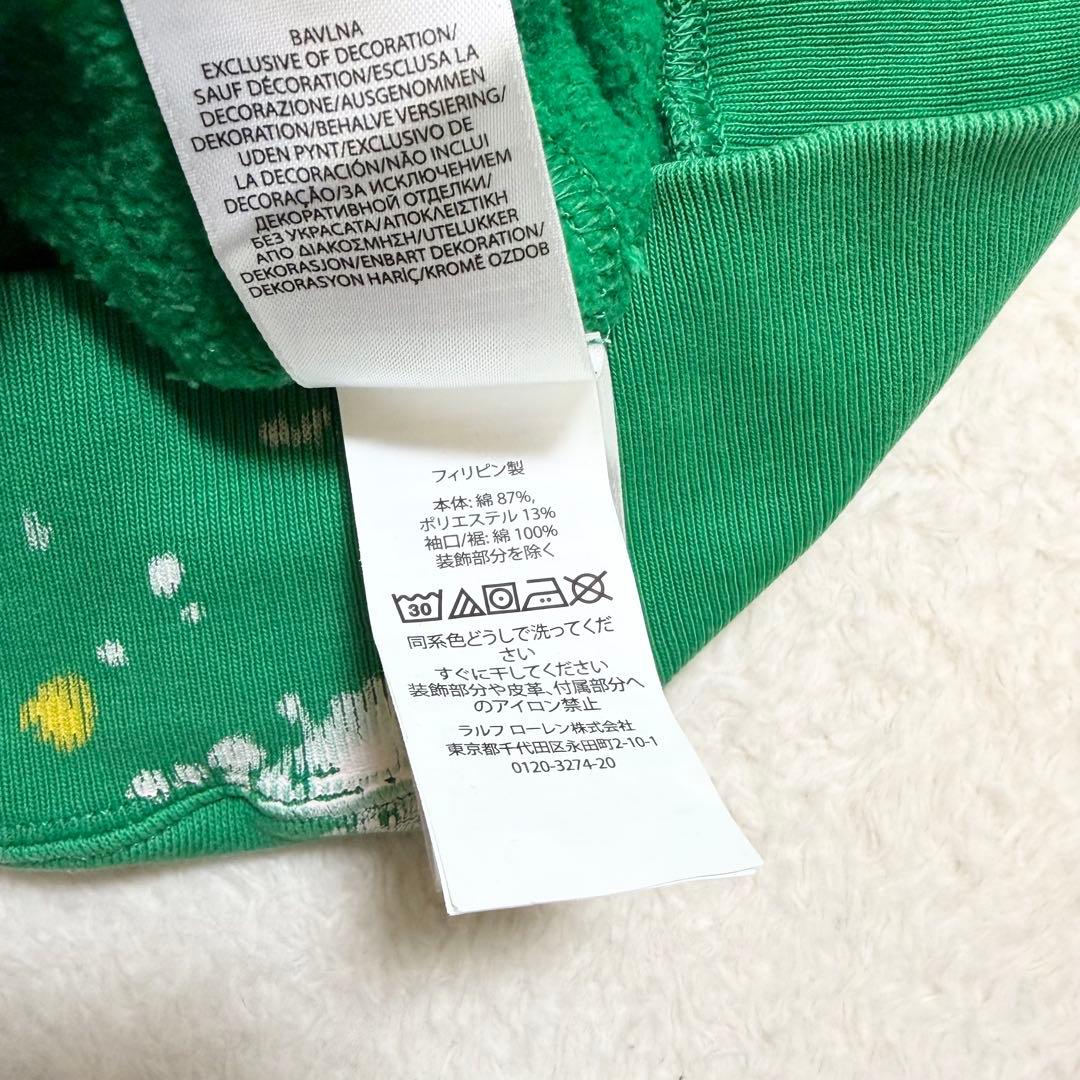 BAVLNA
EXCLUSIVE OF DECORATION/
SAUF DÉCORATION/ESCLUSA LA
DECORAZIONE/AUSGENOMMEN
DEKORATION/BEHALVE VERSIERING/
UDEN PYNT/EXCLUSIVO DE
LA DECORACIÓN/NÃO INCLUI
DECORAÇÃO/ЗА ИСКЛЮЧЕНИЕМ
ДЕКОРАТИВНОЙ ОТДЕЛКИ/
БЕЗ УКРАСАТА/ΑΠΟΚΛΕΙΣΤΙΚΗ
ΑΠΟ ΔΙΑΚΟΣΜΗΣΗ/UTELUKKER
DEKORASJON/ENBART DEKORATION/
DEKORASYON HARİÇ/KROMĚ OZDOB
フィリピン製
本体: 綿 87%,
ポリエステル 13%
袖口/裾: 綿 100%
装飾部分を除く
30
同系色どうしで洗ってくだ
さい
すぐに干してください
装飾部分や皮革、付属部分へ
のアイロン禁止
ラルフ ローレン株式会社
東京都千代田区永田町2-10-1
0120-3274-20